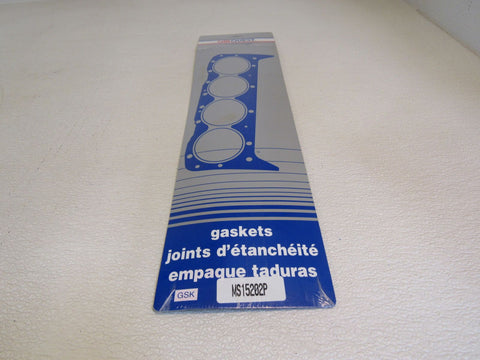 gaskets
joints d'étanchéité
empaque taduras
GSK
MS15202P